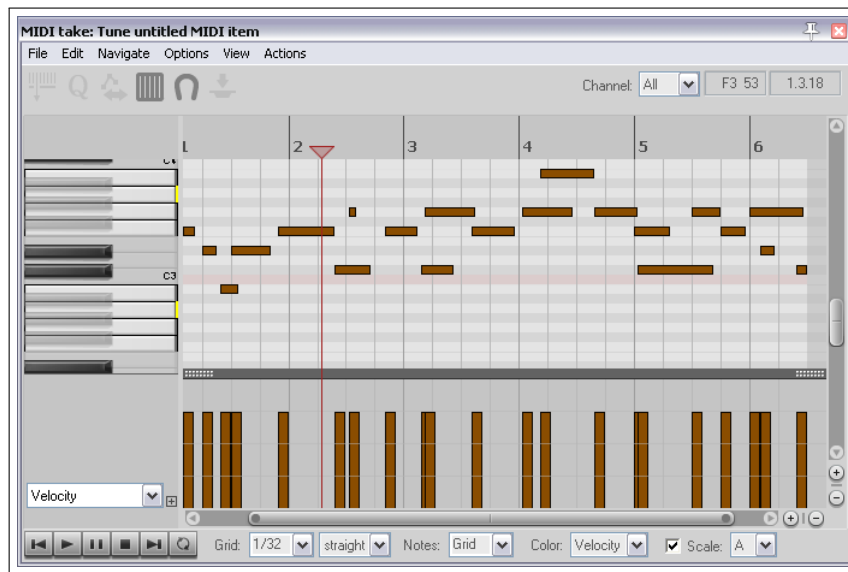 MIDI take: Tune untitled MIDI item
File Edit Navigate Options View Actions
Q Channel: All F3 53 1.3.18
2 3 4 5 6
C3
Velocity
Grid: 1/32 straight Notes: Grid Color: Velocity Scale: A